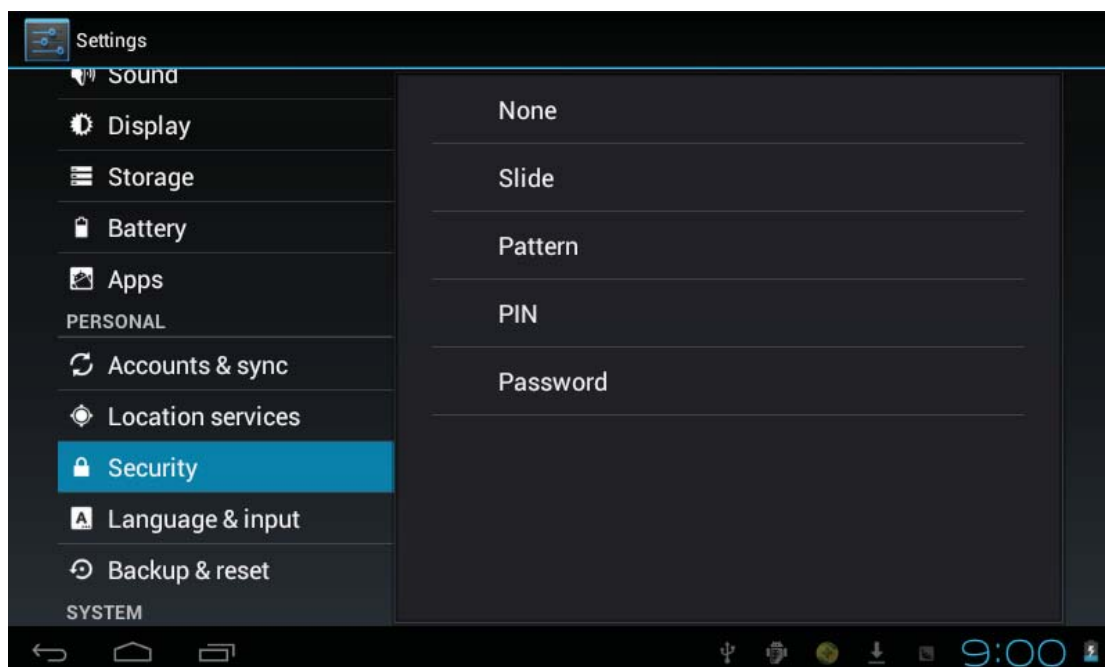 Settings
Sound
Display
Storage
Battery
Apps
PERSONAL
Accounts & sync
Location services
Security
Language & input
Backup & reset
SYSTEM
None
Slide
Pattern
PIN
Password
9:00